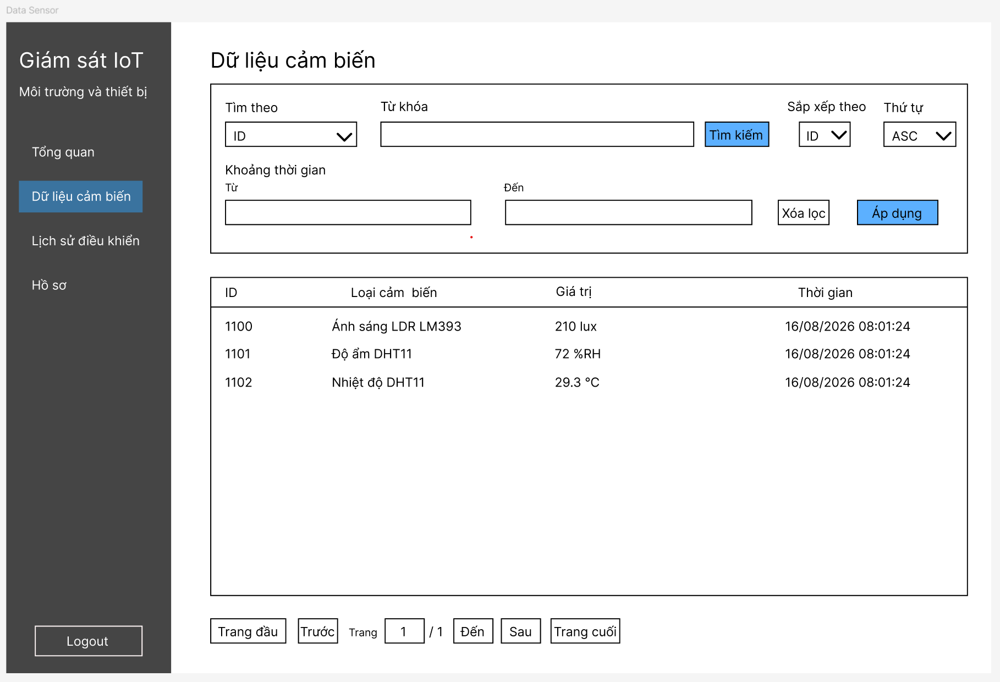 Data Sensor
Giám sát IoT
Môi trường và thiết bị
Tổng quan
Dữ liệu cảm biến
Lịch sử điều khiển
Hồ sơ
Logout
Dữ liệu cảm biến
Tìm theo
Từ khóa
Sắp xếp theo
Thứ tự
ID
Tìm kiếm
ID
ASC
Khoảng thời gian
Từ
Đến
Xóa lọc
Áp dụng
ID Loại cảm biến Giá trị Thời gian
1100 Ánh sáng LDR LM393 210 lux 16/08/2026 08:01:24
1101 Độ ẩm DHT11 72 %RH 16/08/2026 08:01:24
1102 Nhiệt độ DHT11 29.3 °C 16/08/2026 08:01:24
Trang đầu Trước Trang 1 / 1 Đến Sau Trang cuối